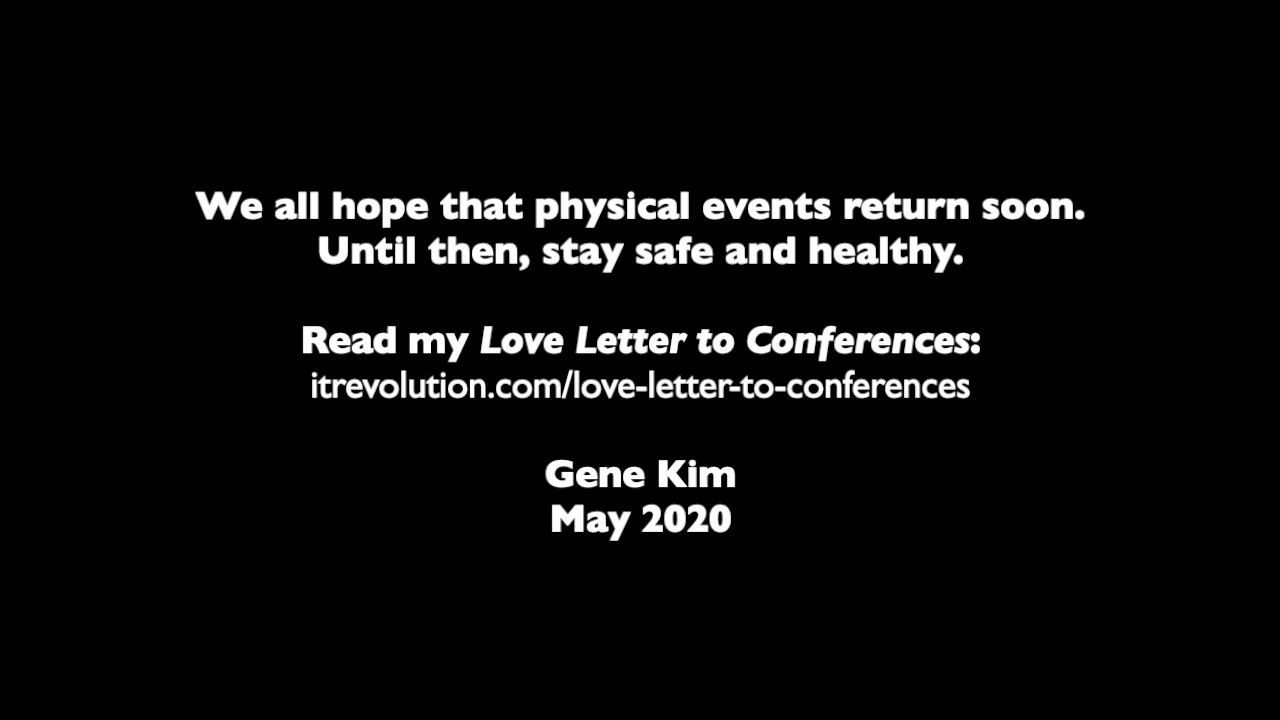 We all hope that physical events return soon.
Until then, stay safe and healthy.
Read my Love Letter to Conferences:
itrevolution.com/love-letter-to-conferences
Gene Kim
May 2020